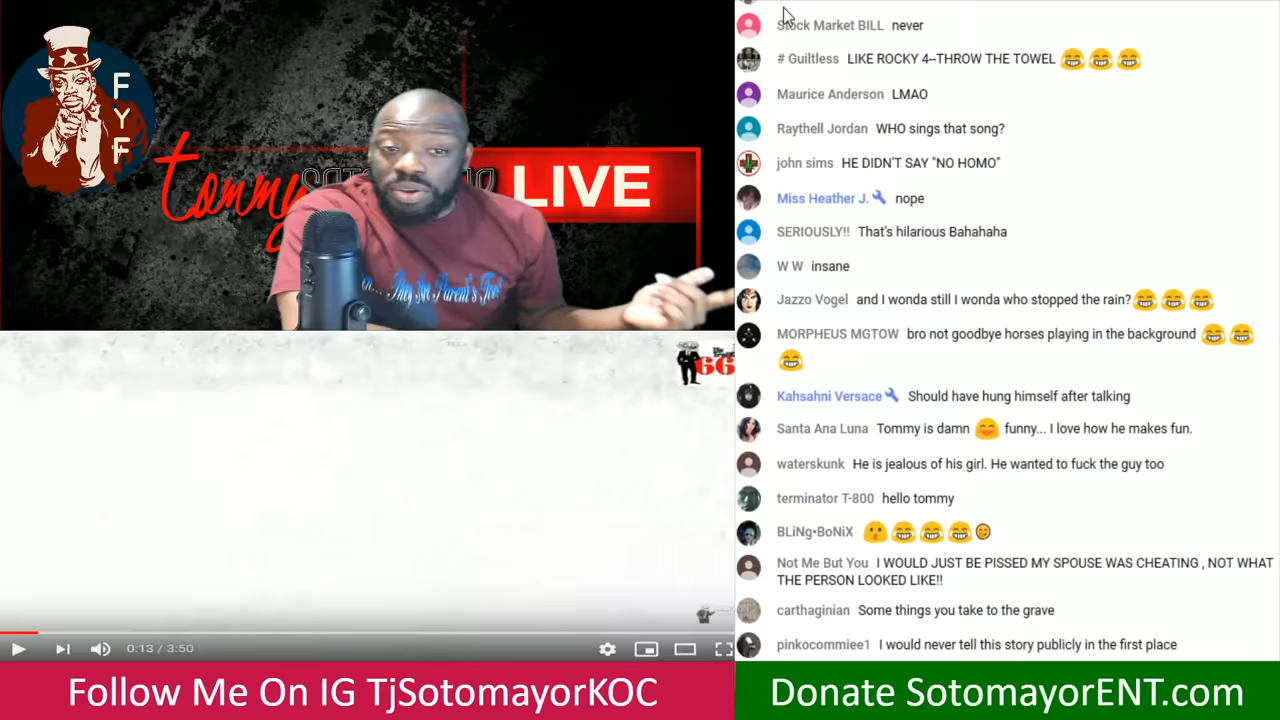 FYF
tommy
LIVE
They Are Parent's Too!
66
0:13 / 3:50
Follow Me On IG TjSotomayorKOC
Stock Market BILL never
# Guiltless LIKE ROCKY 4--THROW THE TOWEL 😂 😂 😂
Maurice Anderson LMAO
Raythell Jordan WHO sings that song?
john sims HE DIDN'T SAY "NO HOMO"
Miss Heather J. nope
SERIOUSLY!! That's hilarious Bahahaha
W W insane
Jazzo Vogel and I wonda still I wonda who stopped the rain? 😂 😂 😂
MORPHEUS MGTOW bro not goodbye horses playing in the background 😂 😂
😂
Kahsahni Versace Should have hung himself after talking
Santa Ana Luna Tommy is damn 😊 funny... I love how he makes fun.
waterskunk He is jealous of his girl. He wanted to fuck the guy too
terminator T-800 hello tommy
BLiNg•BoNiX 😗 😂 😂 😂
Not Me But You I WOULD JUST BE PISSED MY SPOUSE WAS CHEATING , NOT WHAT
THE PERSON LOOKED LIKE!!
carthaginian Some things you take to the grave
pinkocommiee1 I would never tell this story publicly in the first place
Donate SotomayorENT.com